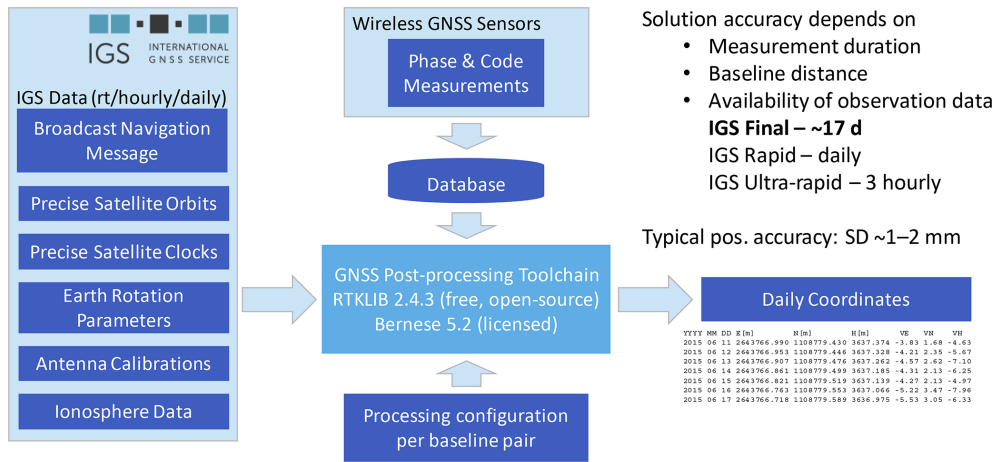 IGS
INTERNATIONAL
GNSS SERVICE
IGS Data (rt/hourly/daily)
Broadcast Navigation
Message
Precise Satellite Orbits
Precise Satellite Clocks
Earth Rotation
Parameters
Antenna Calibrations
Ionosphere Data
Wireless GNSS Sensors
Phase & Code
Measurements
Database
GNSS Post-processing Toolchain
RTKLIB 2.4.3 (free, open-source)
Bernese 5.2 (licensed)
Processing configuration
per baseline pair
Solution accuracy depends on
• Measurement duration
• Baseline distance
• Availability of observation data
IGS Final – ~17 d
IGS Rapid – daily
IGS Ultra-rapid – 3 hourly
Typical pos. accuracy: SD ~1–2 mm
Daily Coordinates
YYYY MM DD E[m] N[m] H[m] VE VN VH
2015 06 11 2643766.990 1108779.430 3637.374 -3.83 1.68 -4.63
2015 06 12 2643766.953 1108779.446 3637.328 -4.21 2.35 -5.67
2015 06 13 2643766.907 1108779.476 3637.262 -4.57 2.62 -7.10
2015 06 14 2643766.861 1108779.499 3637.185 -4.31 2.13 -6.25
2015 06 15 2643766.821 1108779.519 3637.139 -4.27 2.13 -4.97
2015 06 16 2643766.763 1108779.553 3637.066 -5.22 3.47 -7.96
2015 06 17 2643766.718 1108779.589 3636.975 -5.53 3.05 -6.33